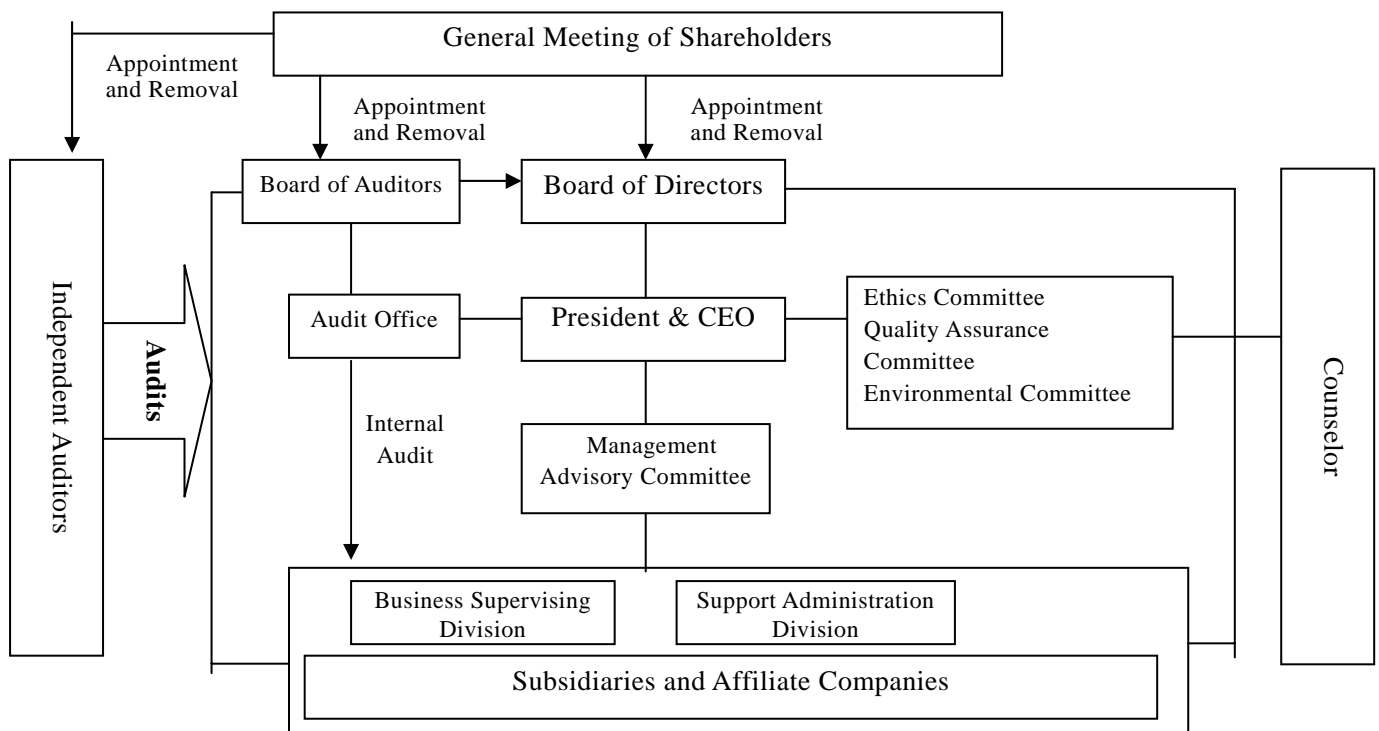 General Meeting of Shareholders
Appointment
and Removal
Appointment
and Removal
Appointment
and Removal
Independent Auditors
Audits
Board of Auditors
Board of Directors
Audit Office
President & CEO
Ethics Committee
Quality Assurance
Committee
Environmental Committee
Counselor
Internal
Audit
Management
Advisory Committee
Business Supervising
Division
Support Administration
Division
Subsidiaries and Affiliate Companies